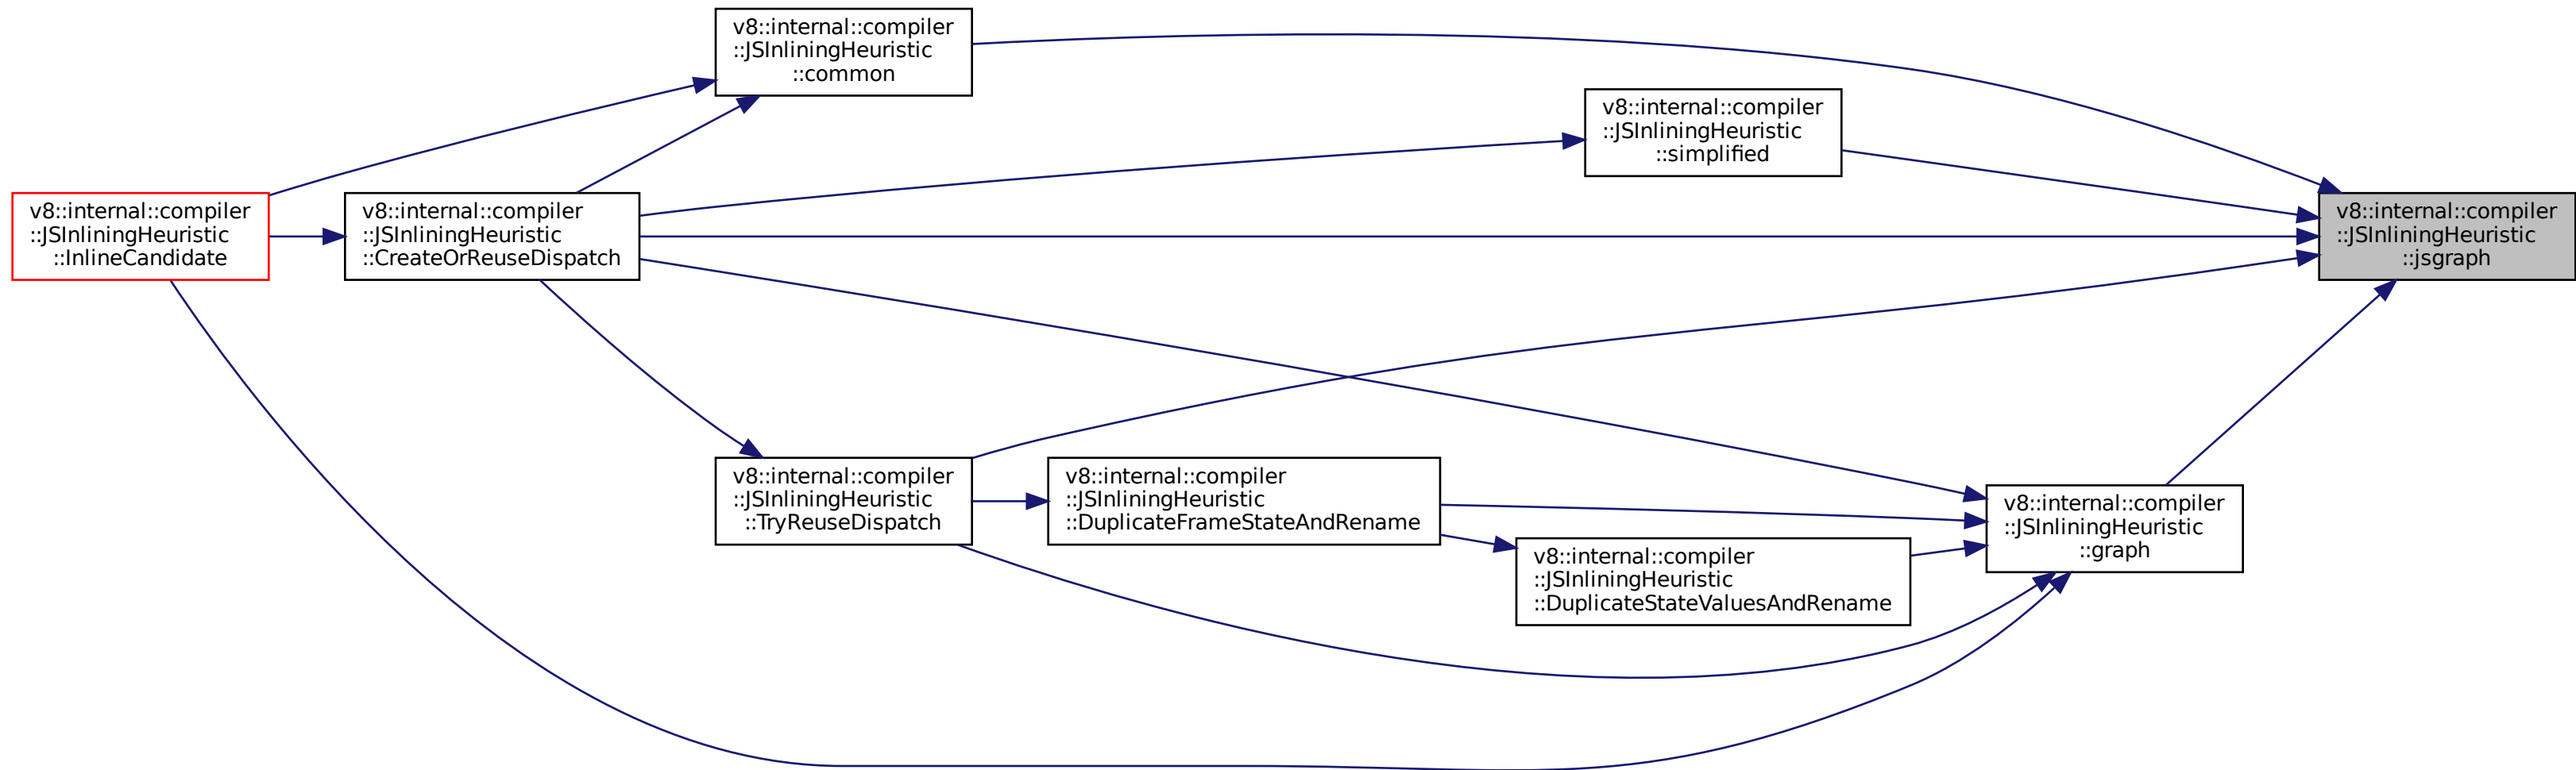 v8::internal::compiler
::JSInliningHeuristic
::common
v8::internal::compiler
::JSInliningHeuristic
::simplified
v8::internal::compiler
::JSInliningHeuristic
::InlineCandidate
v8::internal::compiler
::JSInliningHeuristic
::CreateOrReuseDispatch
v8::internal::compiler
::JSInliningHeuristic
::jsgraph
v8::internal::compiler
::JSInliningHeuristic
::TryReuseDispatch
v8::internal::compiler
::JSInliningHeuristic
::DuplicateFrameStateAndRename
v8::internal::compiler
::JSInliningHeuristic
::DuplicateStateValuesAndRename
v8::internal::compiler
::JSInliningHeuristic
::graph